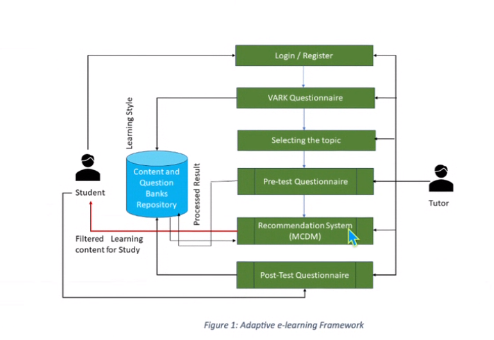 Login / Register
VARK Questionnaire
Learning Style
Selecting the topic
Content and
Question
Banks
Repository
Processed Result
Pre-test Questionnaire
Student
Tutor
Recommendation System
(MCDM)
Filtered Learning
content for Study
Post-Test Questionnaire
Figure 1: Adaptive e-learning Framework